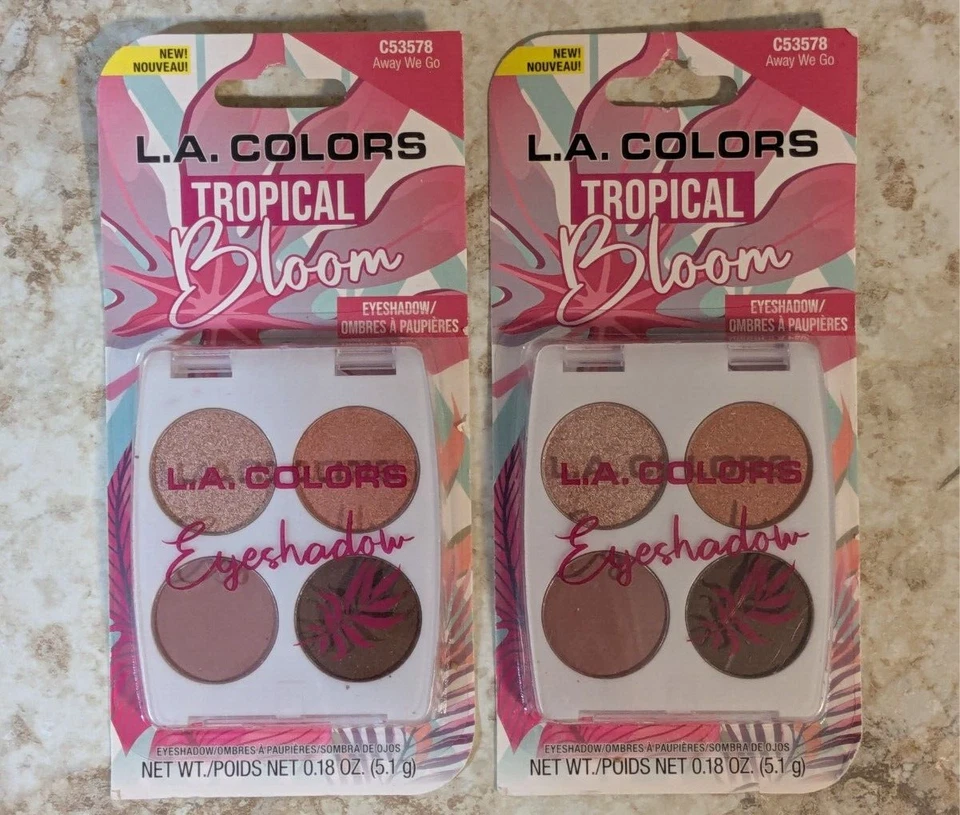 NEW!
NOUVEAU!
C53578
Away We Go
L.A. COLORS
TROPICAL
Bloom
EYESHADOW/
OMBRES À PAUPIÈRES
L.A. COLORS
Eyeshadow
EYESHADOW/OMBRES À PAUPIÈRES/SOMBRA DE OJOS
NET WT./POIDS NET 0.18 OZ. (5.1 g)
NEW!
NOUVEAU!
C53578
Away We Go
L.A. COLORS
TROPICAL
Bloom
EYESHADOW/
OMBRES À PAUPIÈRES
L.A. COLORS
Eyeshadow
EYESHADOW/OMBRES À PAUPIÈRES/SOMBRA DE OJOS
NET WT./POIDS NET 0.18 OZ. (5.1 g)